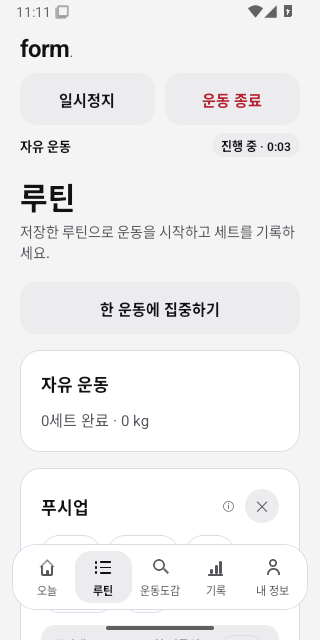 11:11
form.
일시정지
운동 종료
자유 운동
진행 중 · 0:03
루틴
저장한 루틴으로 운동을 시작하고 세트를 기록하
세요.
한 운동에 집중하기
자유 운동
0세트 완료 · 0 kg
푸시업
오늘
루틴
운동도감
기록
내 정보